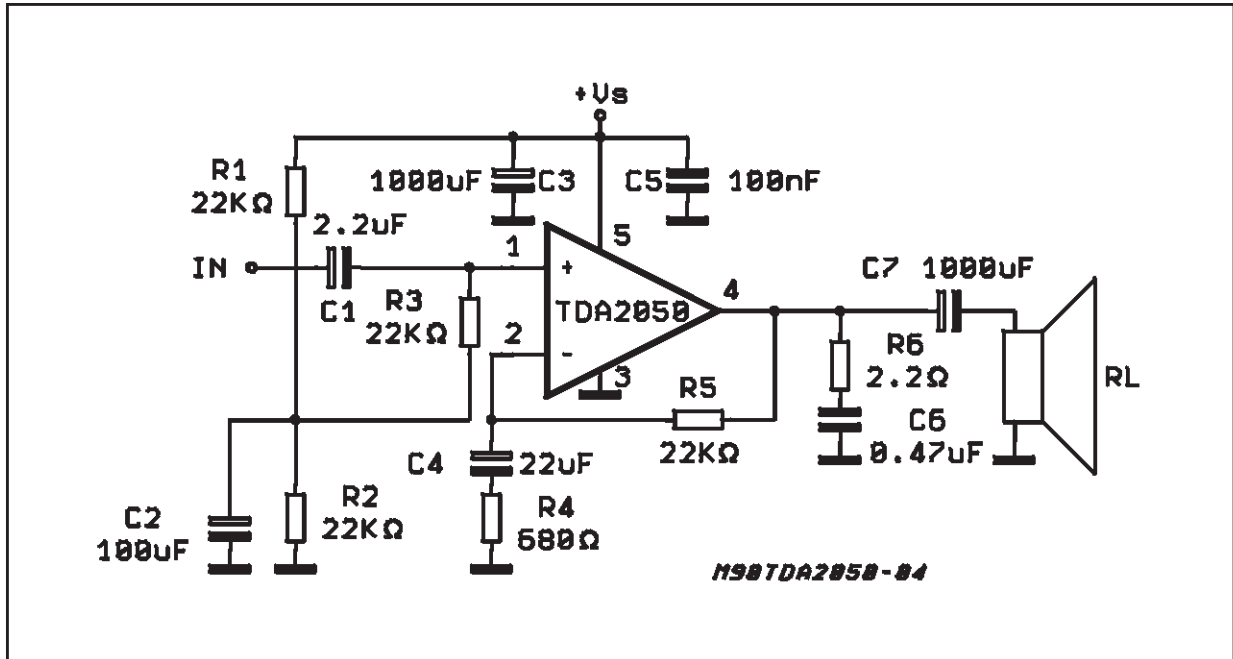 +Vs
R1
22KΩ
1000uF
C3
C5
100nF
2.2uF
IN
C1
R3
22KΩ
1
+
5
TDA2050
2
-
3
4
C7 1000uF
R6
2.2Ω
C6
0.47uF
RL
R5
22KΩ
C4
22uF
R4
680Ω
R2
22KΩ
C2
100uF
M90TDA2050-04